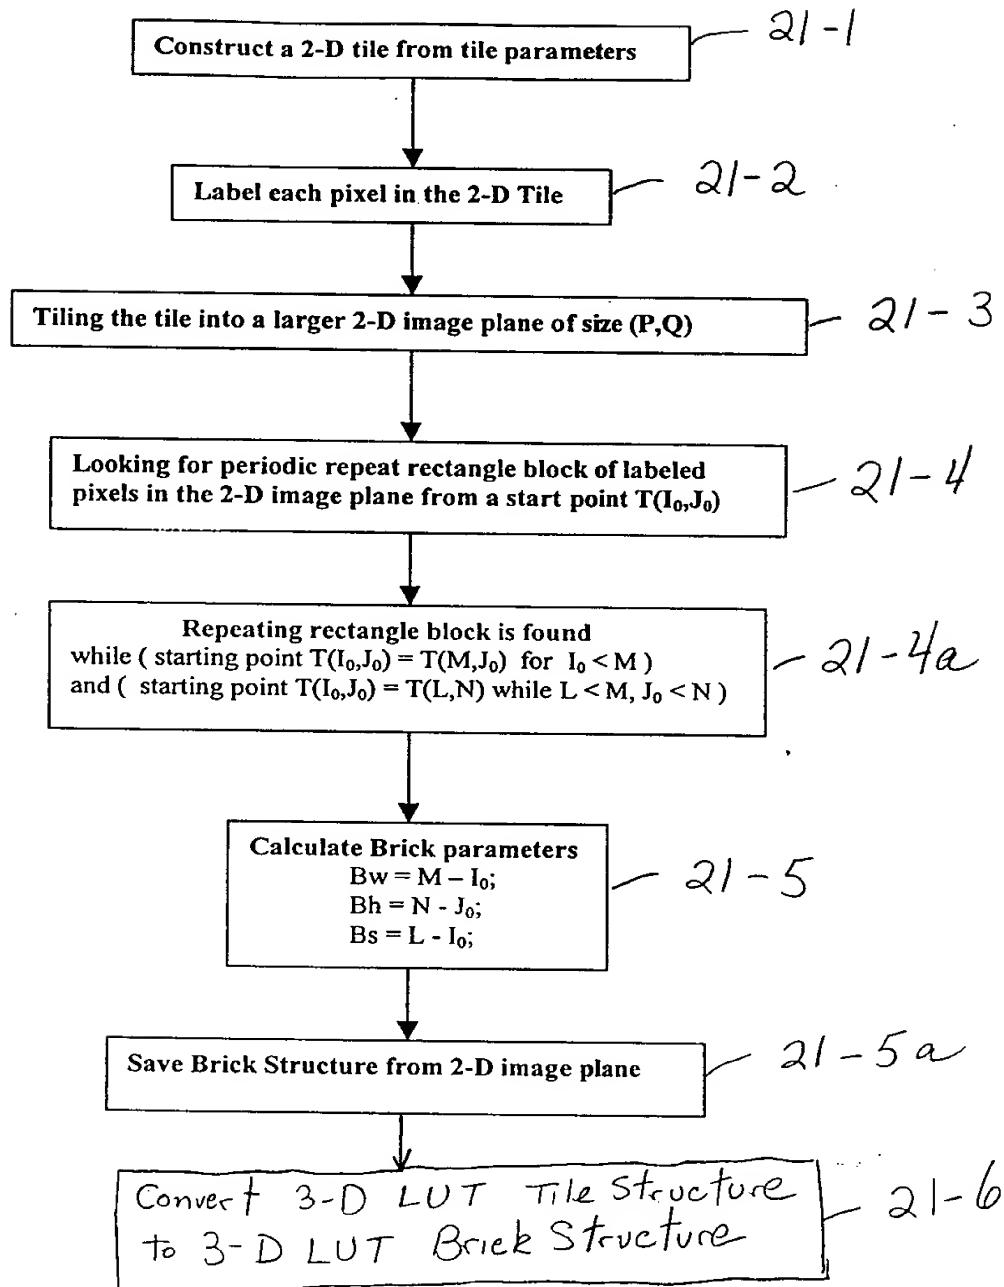 Construct a 2-D tile from tile parameters
21-1
Label each pixel in the 2-D Tile
21-2
Tiling the tile into a larger 2-D image plane of size (P,Q)
21-3
Looking for periodic repeat rectangle block of labeled
pixels in the 2-D image plane from a start point T(I₀,J₀)
21-4
Repeating rectangle block is found
while ( starting point T(I₀,J₀) = T(M,J₀) for I₀ < M )
and ( starting point T(I₀,J₀) = T(L,N) while L < M, J₀ < N )
21-4a
Calculate Brick parameters
Bw = M – I₀;
Bh = N - J₀;
Bs = L - I₀;
21-5
Save Brick Structure from 2-D image plane
21-5a
Convert 3-D LUT Tile Structure
to 3-D LUT Brick Structure
21-6